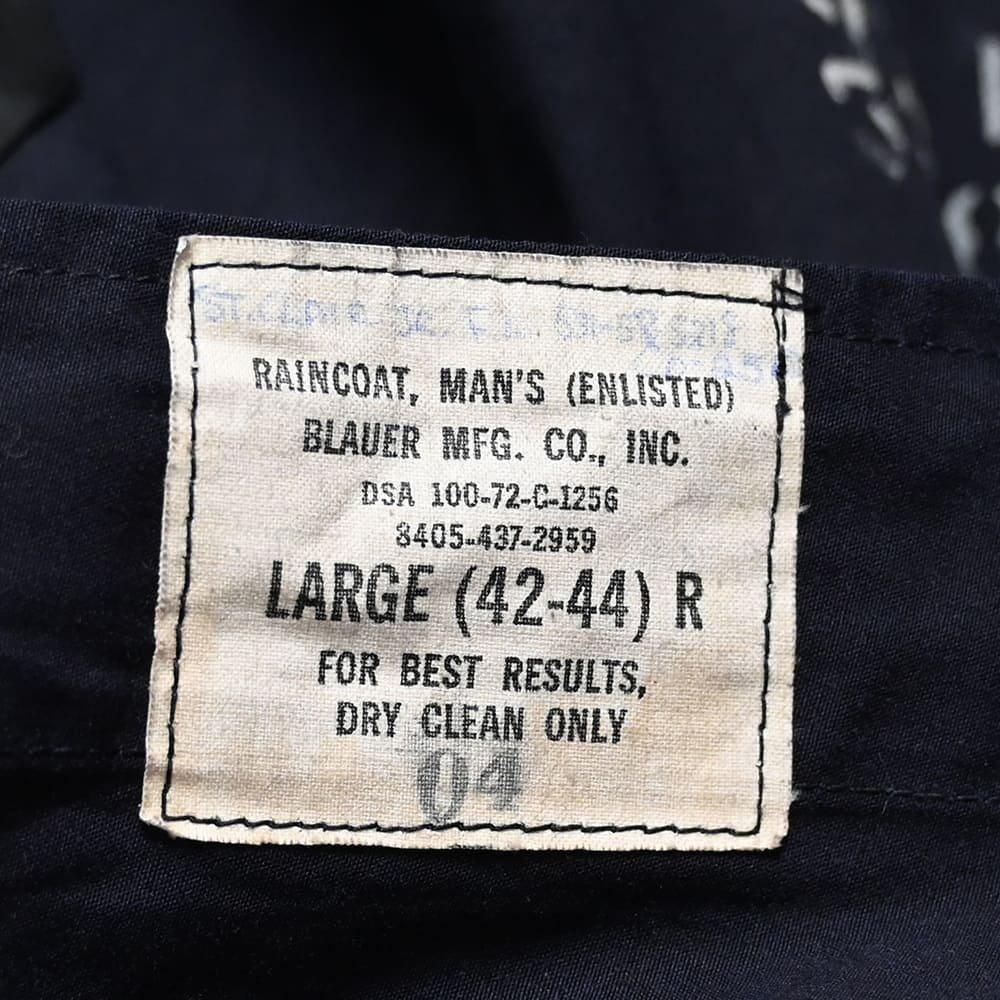 RAINCOAT, MAN'S (ENLISTED)
BLAUER MFG. CO., INC.
DSA 100-72-C-1256
8405-437-2959
LARGE (42-44) R
FOR BEST RESULTS,
DRY CLEAN ONLY
04